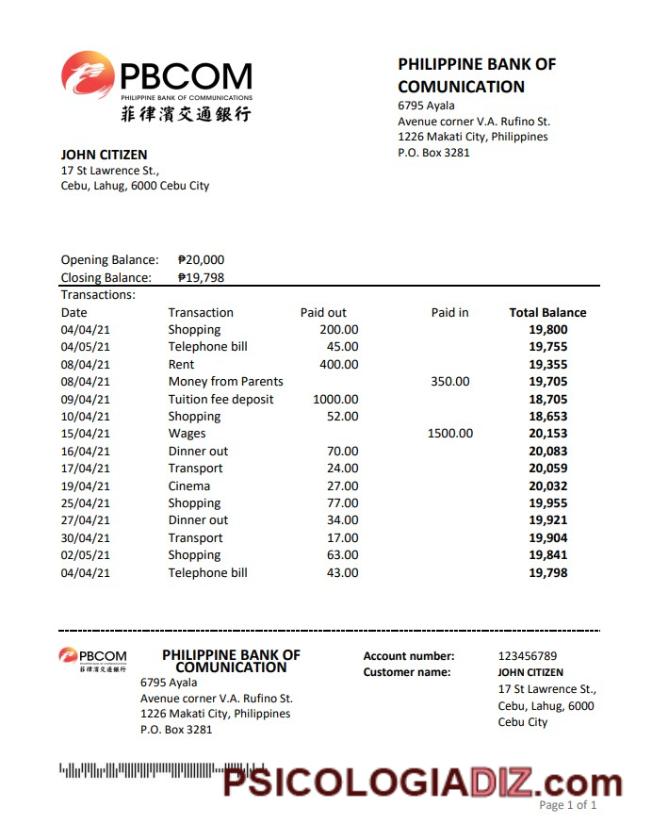 PBCOM
PHILIPPINE BANK OF COMMUNICATIONS
菲律濱交通銀行
PHILIPPINE BANK OF
COMUNICATION
6795 Ayala
Avenue corner V.A. Rufino St.
1226 Makati City, Philippines
P.O. Box 3281
JOHN CITIZEN
17 St Lawrence St.,
Cebu, Lahug, 6000 Cebu City
Opening Balance: ₱20,000
Closing Balance: ₱19,798
Transactions:
Date Transaction Paid out Paid in Total Balance
04/04/21 Shopping 200.00 19,800
04/05/21 Telephone bill 45.00 19,755
08/04/21 Rent 400.00 19,355
08/04/21 Money from Parents 350.00 19,705
09/04/21 Tuition fee deposit 1000.00 18,705
10/04/21 Shopping 52.00 18,653
15/04/21 Wages 1500.00 20,153
16/04/21 Dinner out 70.00 20,083
17/04/21 Transport 24.00 20,059
19/04/21 Cinema 27.00 20,032
25/04/21 Shopping 77.00 19,955
27/04/21 Dinner out 34.00 19,921
30/04/21 Transport 17.00 19,904
02/05/21 Shopping 63.00 19,841
04/04/21 Telephone bill 43.00 19,798
PBCOM
菲律濱交通銀行
PHILIPPINE BANK OF
COMUNICATION
6795 Ayala
Avenue corner V.A. Rufino St.
1226 Makati City, Philippines
P.O. Box 3281
Account number: 123456789
Customer name: JOHN CITIZEN
17 St Lawrence St.,
Cebu, Lahug, 6000
Cebu City
PSICOLOGIADIZ.com
Page 1 of 1